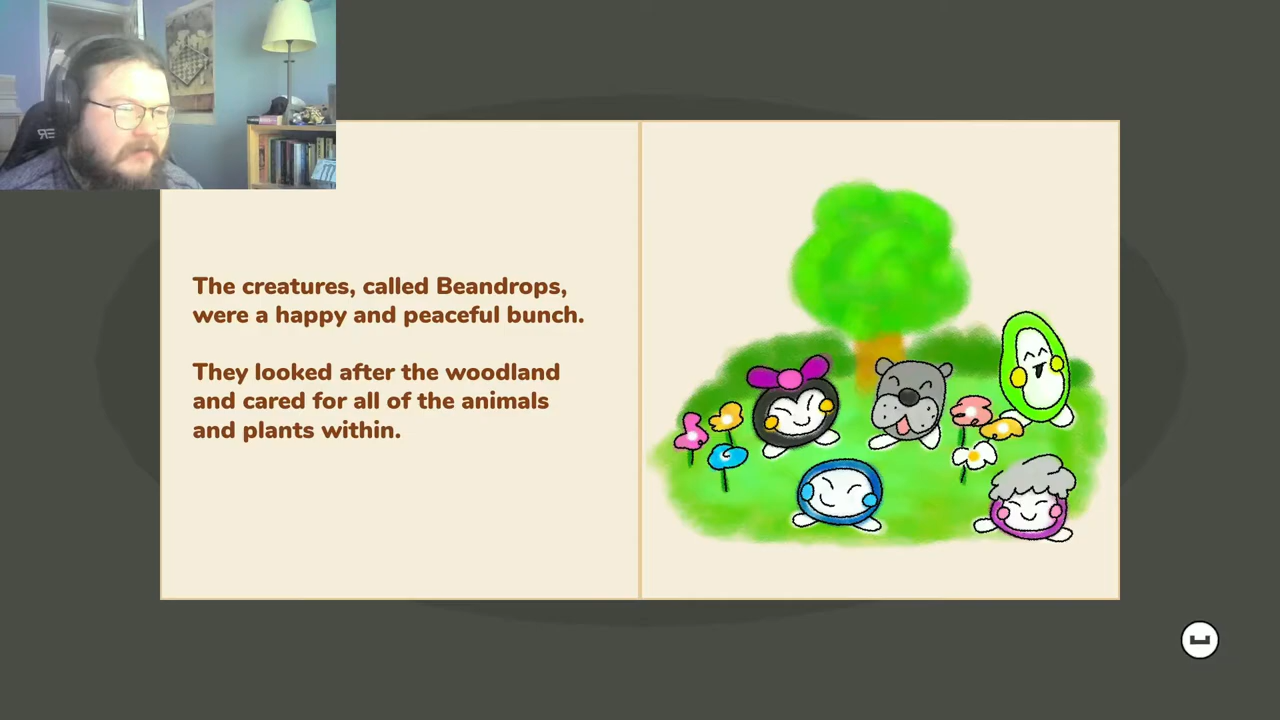 The creatures, called Beandrops,
were a happy and peaceful bunch.
They looked after the woodland
and cared for all of the animals
and plants within.